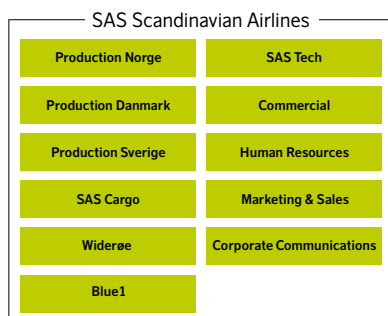 SAS Scandinavian Airlines
Production Norge
SAS Tech
Production Danmark
Commercial
Production Sverige
Human Resources
SAS Cargo
Marketing & Sales
Widerøe
Corporate Communications
Blue1